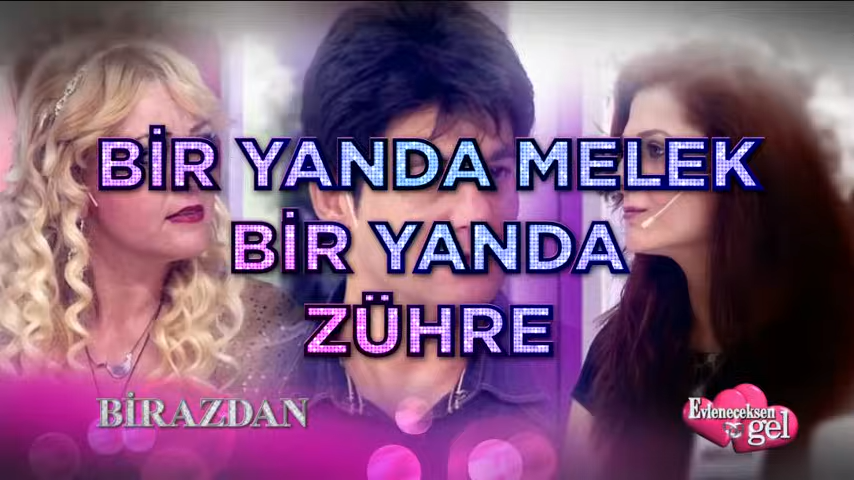 BİR YANDA MELEK
BİR YANDA
ZÜHRE
BİRAZDAN
Evleneceksen
gel